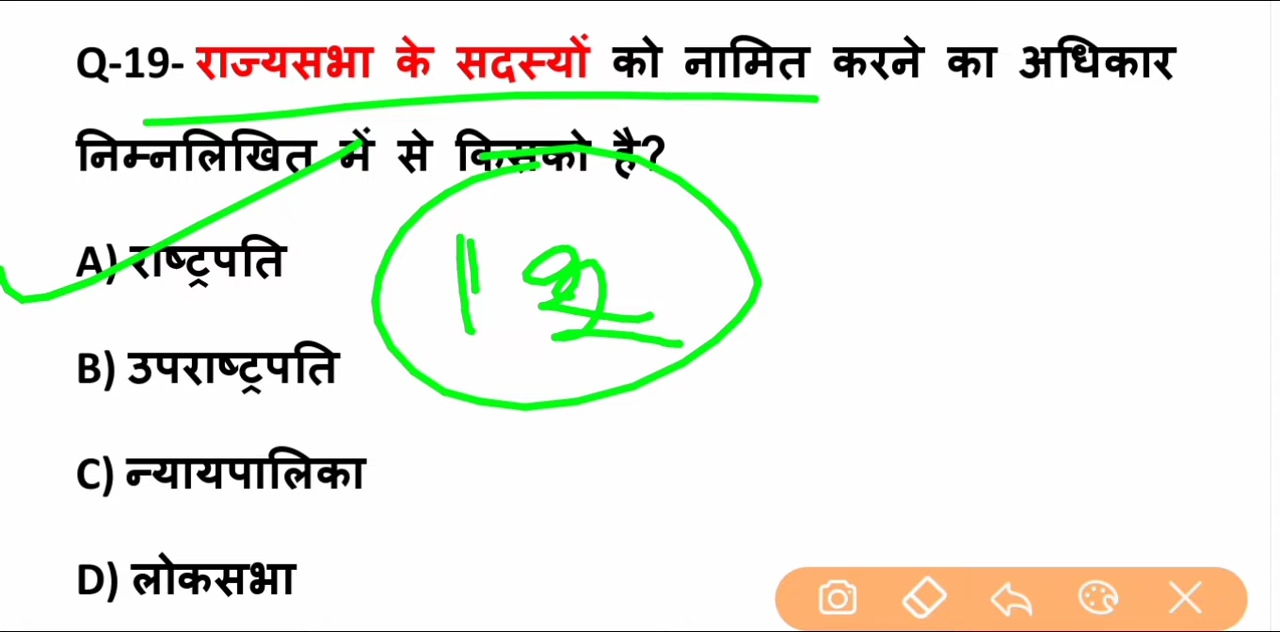 Q-19- राज्यसभा के सदस्यों को नामित करने का अधिकार
निम्नलिखित में से किसको है?
A) राष्ट्रपति
12
B) उपराष्ट्रपति
C) न्यायपालिका
D) लोकसभा